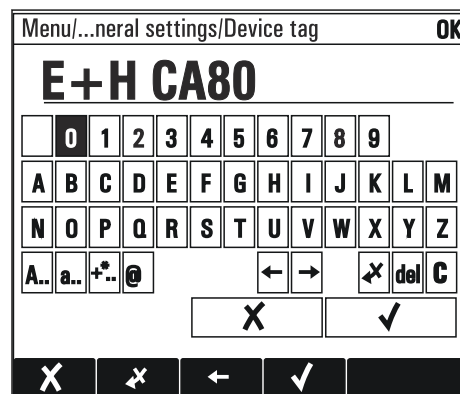 Menu/...neral settings/Device tag OK
E+H CA80
0 1 2 3 4 5 6 7 8 9
A B C D E F G H I J K L M
N O P Q R S T U V W X Y Z
A.. a.. +*.. @ ← → del C